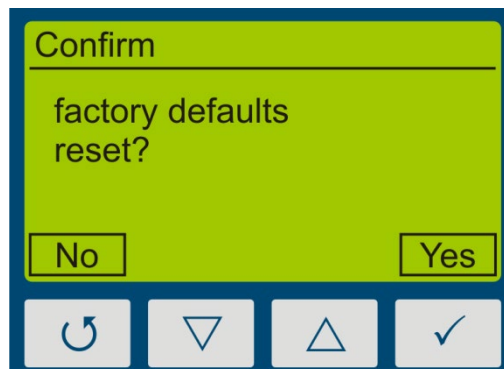 Confirm
factory defaults
reset?
No
Yes